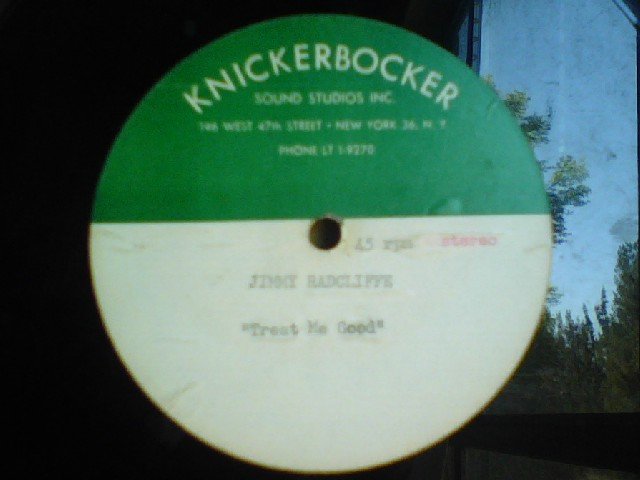 KNICKERBOCKER
SOUND STUDIOS INC.
146 WEST 47th STREET • NEW YORK 36, N. Y.
PHONE LT 1-9270
45 rpm stereo
JIMMY RADCLIFFE
"Treat Me Good"